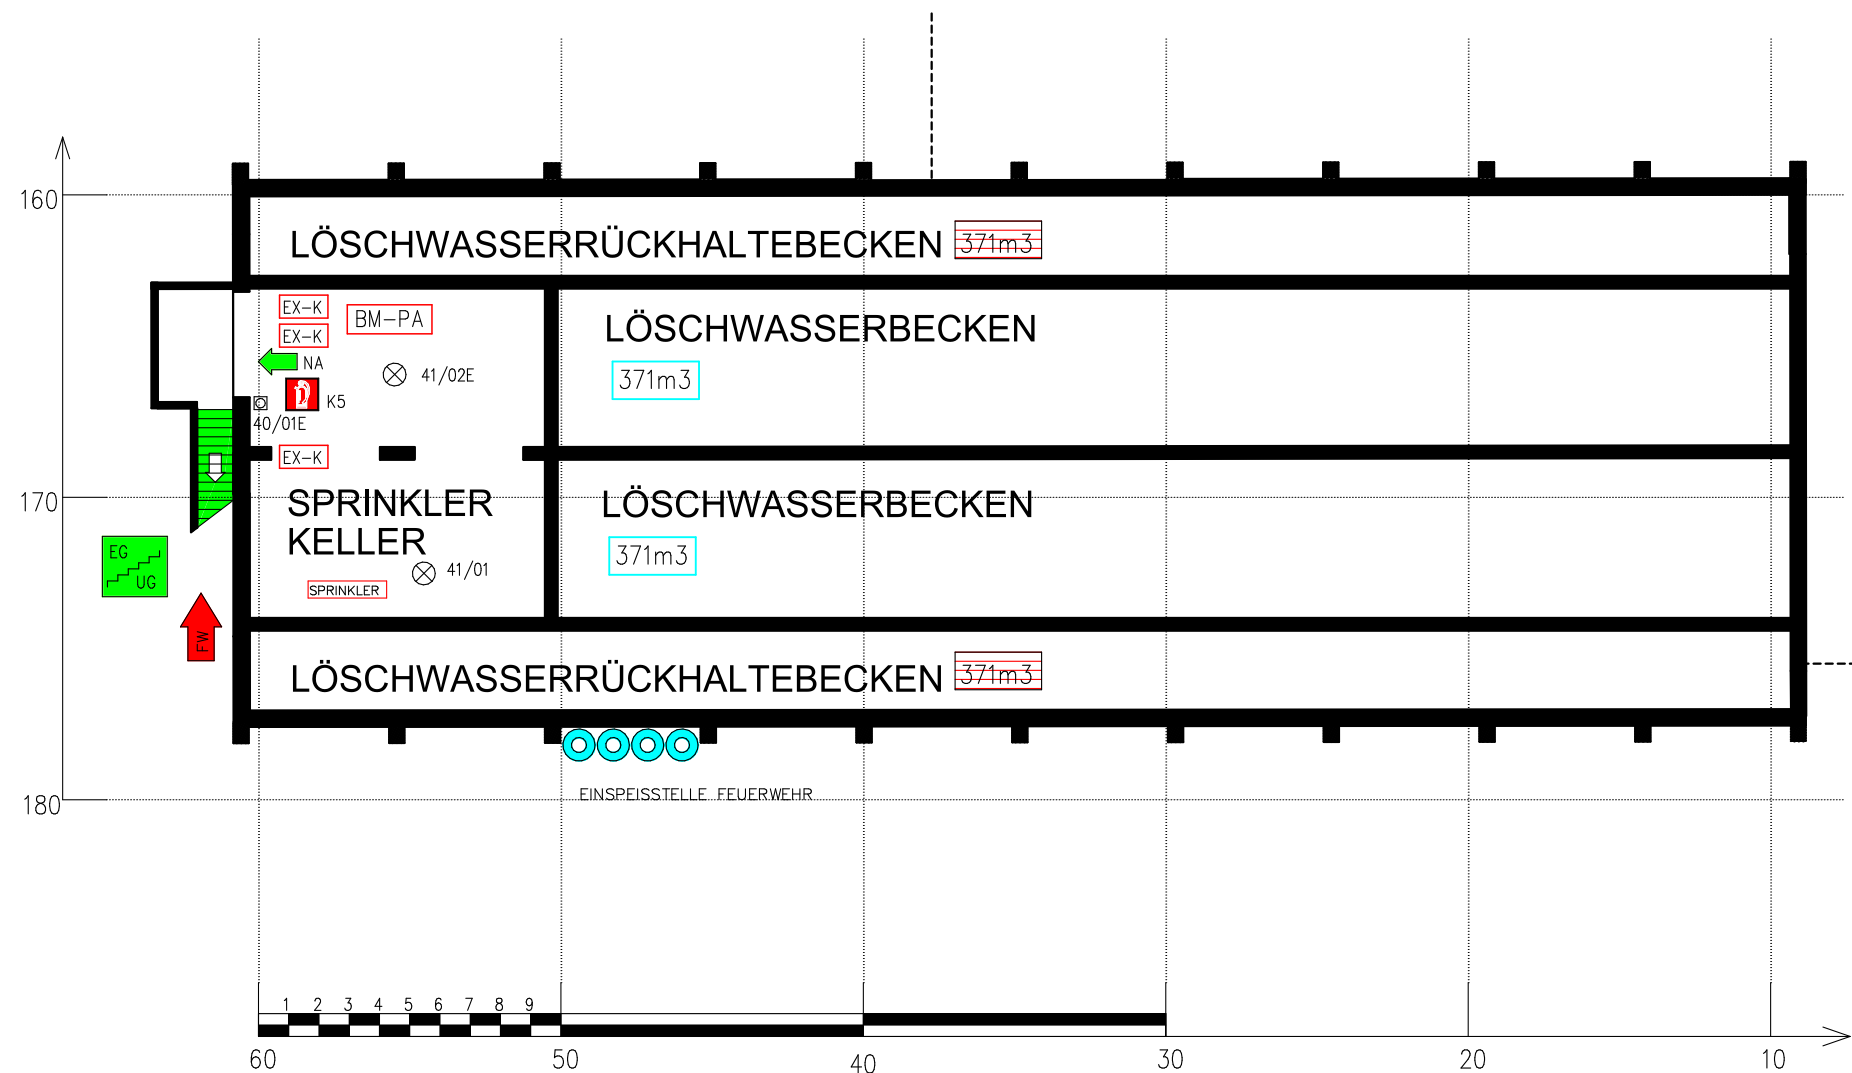 160
LÖSCHWASSERRÜCKHALTEBECKEN 371m3
EX-K
BM-PA
EX-K
LÖSCHWASSERBECKEN
NA
371m3
41/02E
K5
40/01E
EX-K
170
SPRINKLER
KELLER
LÖSCHWASSERBECKEN
371m3
EG
UG
41/01
SPRINKLER
FW
LÖSCHWASSERRÜCKHALTEBECKEN 371m3
180
EINSPEISSTELLE FEUERWEHR
1 2 3 4 5 6 7 8 9
60 50 40 30 20 10